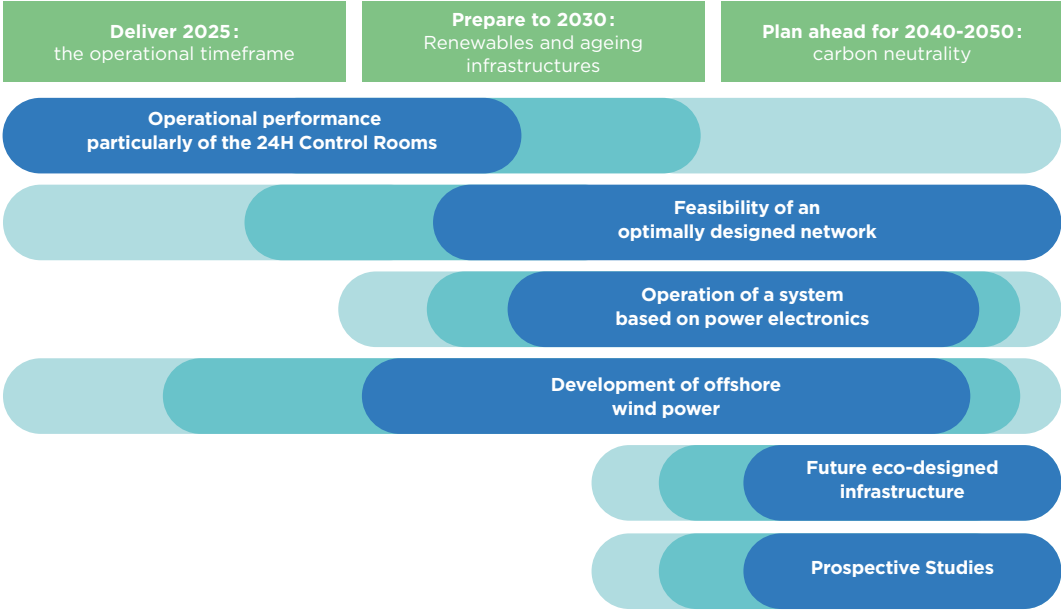 Deliver 2025:
the operational timeframe
Prepare to 2030:
Renewables and ageing
infrastructures
Plan ahead for 2040-2050:
carbon neutrality
Operational performance
particularly of the 24H Control Rooms
Feasibility of an
optimally designed network
Operation of a system
based on power electronics
Development of offshore
wind power
Future eco-designed
infrastructure
Prospective Studies